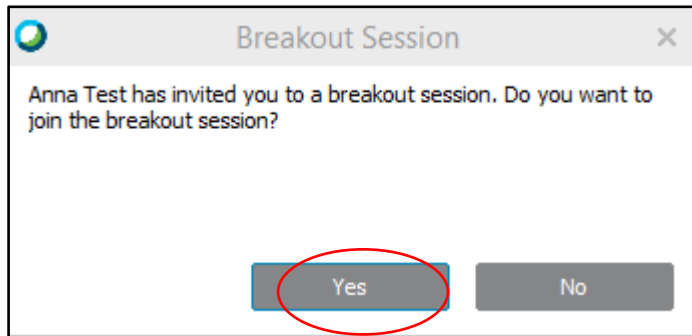 Breakout Session
Anna Test has invited you to a breakout session. Do you want to
join the breakout session?
Yes
No